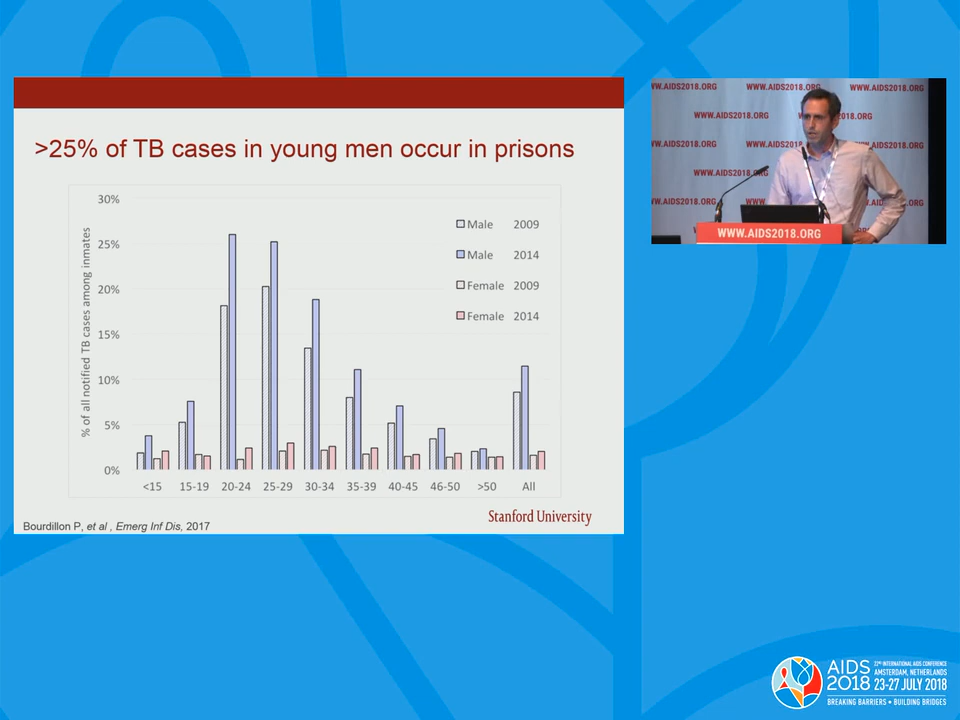 >25% of TB cases in young men occur in prisons
30%
25%
20%
15%
10%
5%
0%
% of all notified TB cases among inmates
Male 2009
Male 2014
Female 2009
Female 2014
<15 15-19 20-24 25-29 30-34 35-39 40-45 46-50 >50 All
Bourdillon P, et al , Emerg Inf Dis, 2017
Stanford University
WWW.AIDS2018.ORG WWW.AIDS2018.ORG WWW.AIDS2018.ORG
WWW.AIDS2018.ORG
WWW.AIDS2018.ORG
WWW.AIDS2018.ORG
WWW.AIDS2018.ORG
AIDS 2018
22ND INTERNATIONAL AIDS CONFERENCE
AMSTERDAM, NETHERLANDS
23-27 JULY 2018
BREAKING BARRIERS • BUILDING BRIDGES